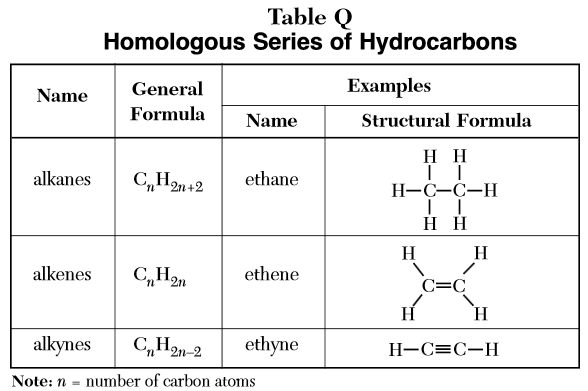 Table Q
Homologous Series of Hydrocarbons
Name General Formula Examples
Name Structural Formula
alkanes CnH2n+2 ethane
H H
H–C–C–H
H H
alkenes CnH2n ethene
H H
C=C
H H
alkynes CnH2n–2 ethyne H–C≡C–H
Note: n = number of carbon atoms